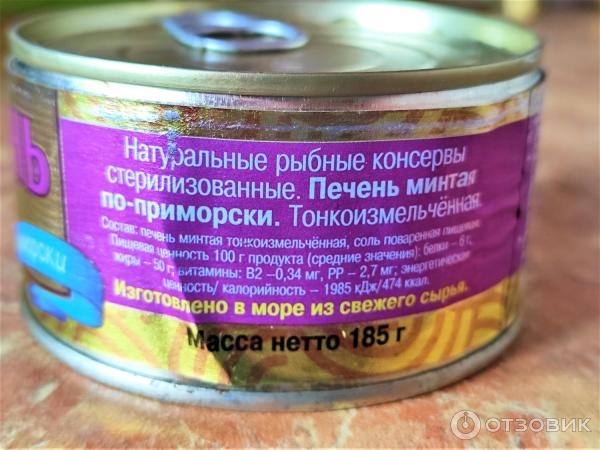 Ь
морски
Натуральные рыбные консервы
стерилизованные. Печень минтая
по-приморски. Тонкоизмельчённая.
Состав: печень минтая тонкоизмельчённая, соль поваренная пищевая.
Пищевая ценность 100 г продукта (средние значения): белки – 6 г,
жиры – 50 г; витамины: В2 –0,34 мг, РР – 2,7 мг; энергетическая
ценность/ калорийность – 1985 кДж/474 ккал.
Изготовлено в море из свежего сырья.
Масса нетто 185 г
ОТЗОВИК